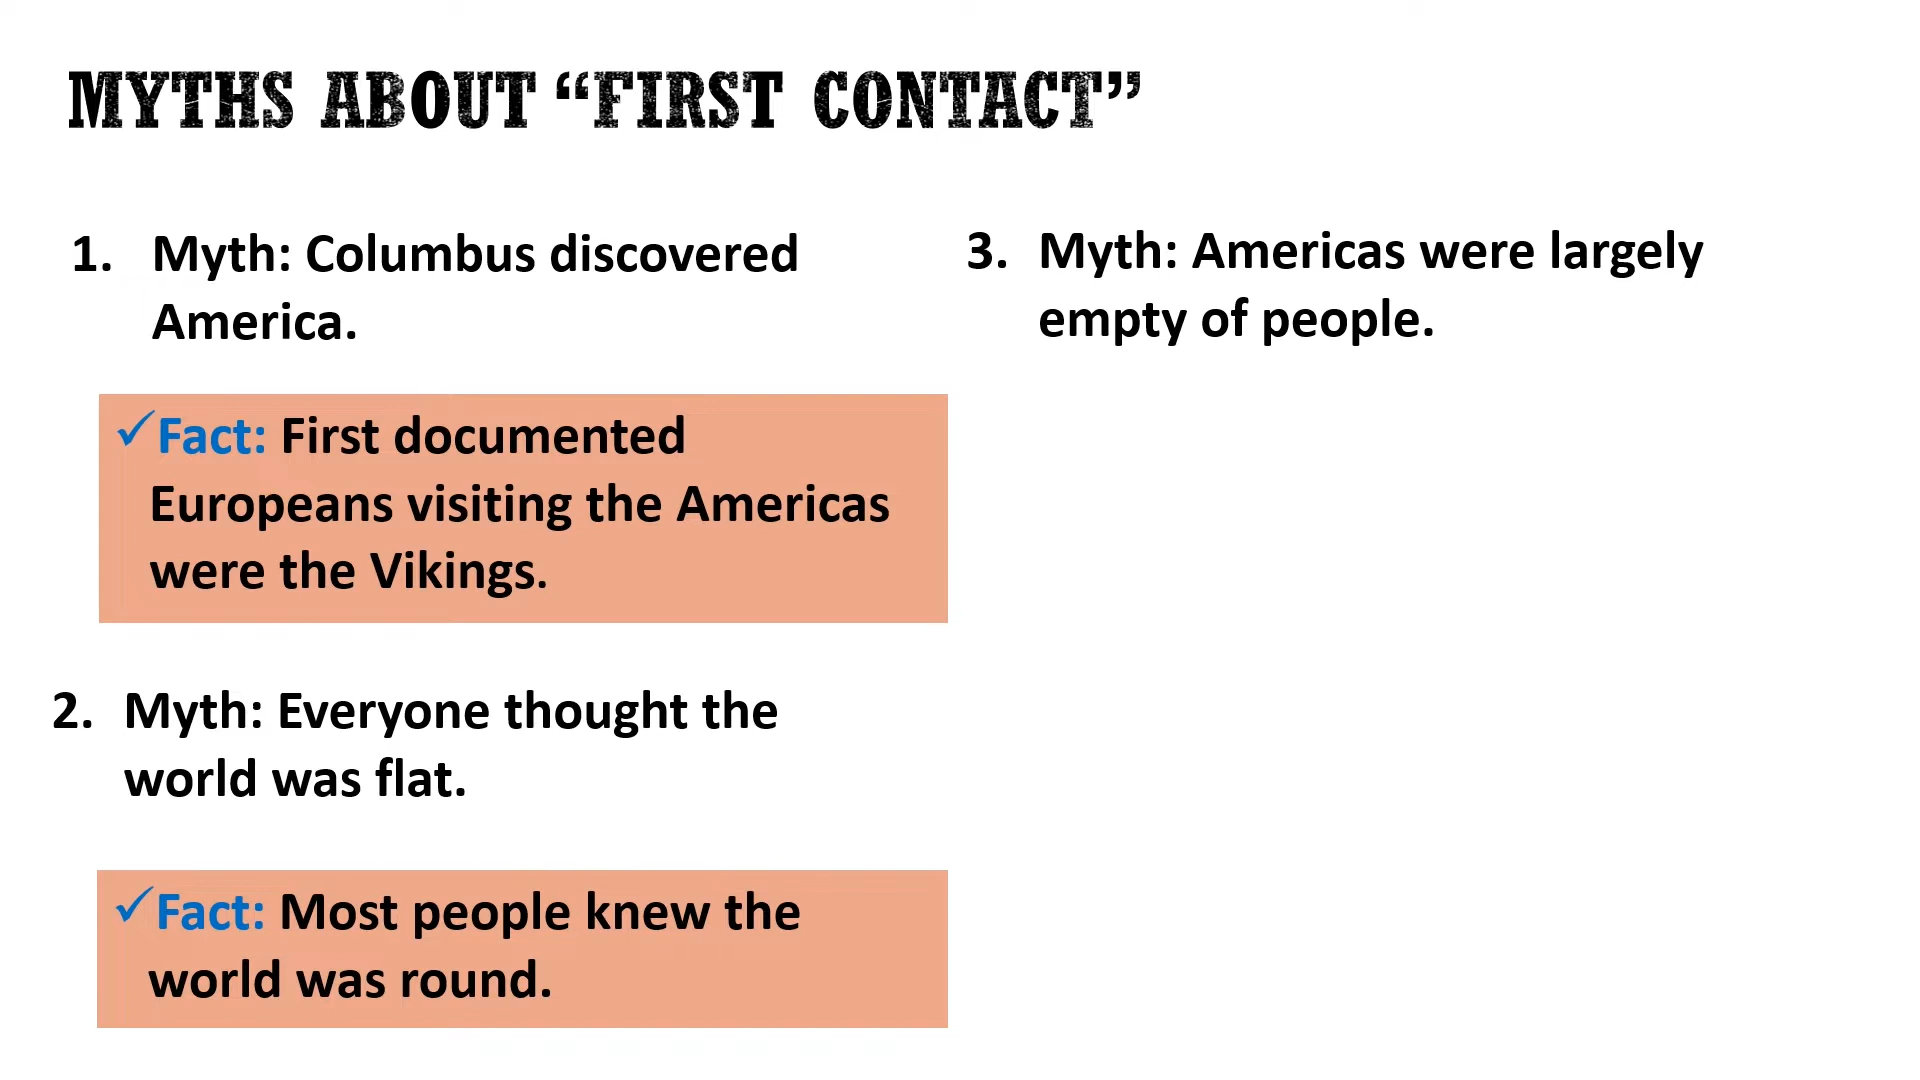 MYTHS ABOUT “FIRST CONTACT”
1. Myth: Columbus discovered
America.
✓Fact: First documented
Europeans visiting the Americas
were the Vikings.
2. Myth: Everyone thought the
world was flat.
✓Fact: Most people knew the
world was round.
3. Myth: Americas were largely
empty of people.